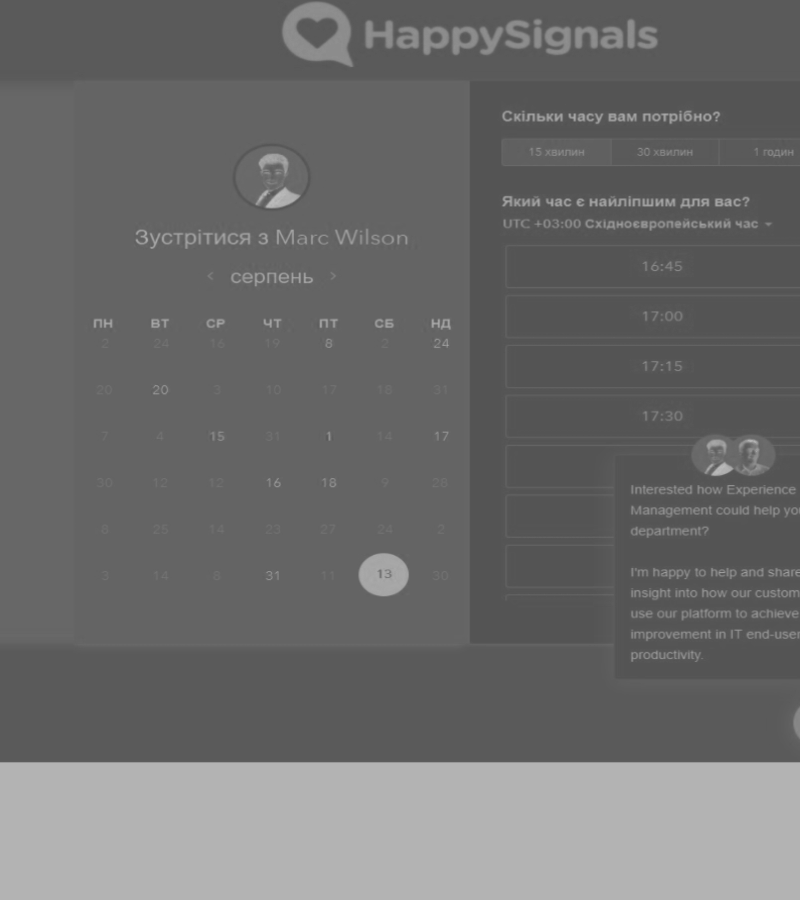 HappySignals
Зустрітися з Marc Wilson
‹ серпень ›
ПН ВТ СР ЧТ ПТ СБ НД
2 24 16 19 8 2 24
20 20 3 10 17 18 31
7 4 15 31 1 14 17
30 12 12 16 18 9 28
8 25 14 23 27 24 2
3 14 8 31 11 13 30
Скільки часу вам потрібно?
15 хвилин 30 хвилин 1 годин
Який час є найліпшим для вас?
UTC +03:00 Східноєвропейський час
16:45
17:00
17:15
17:30
Interested how Experience
Management could help you
department?
I'm happy to help and share
insight into how our custom
use our platform to achieve
improvement in IT end-user
productivity.